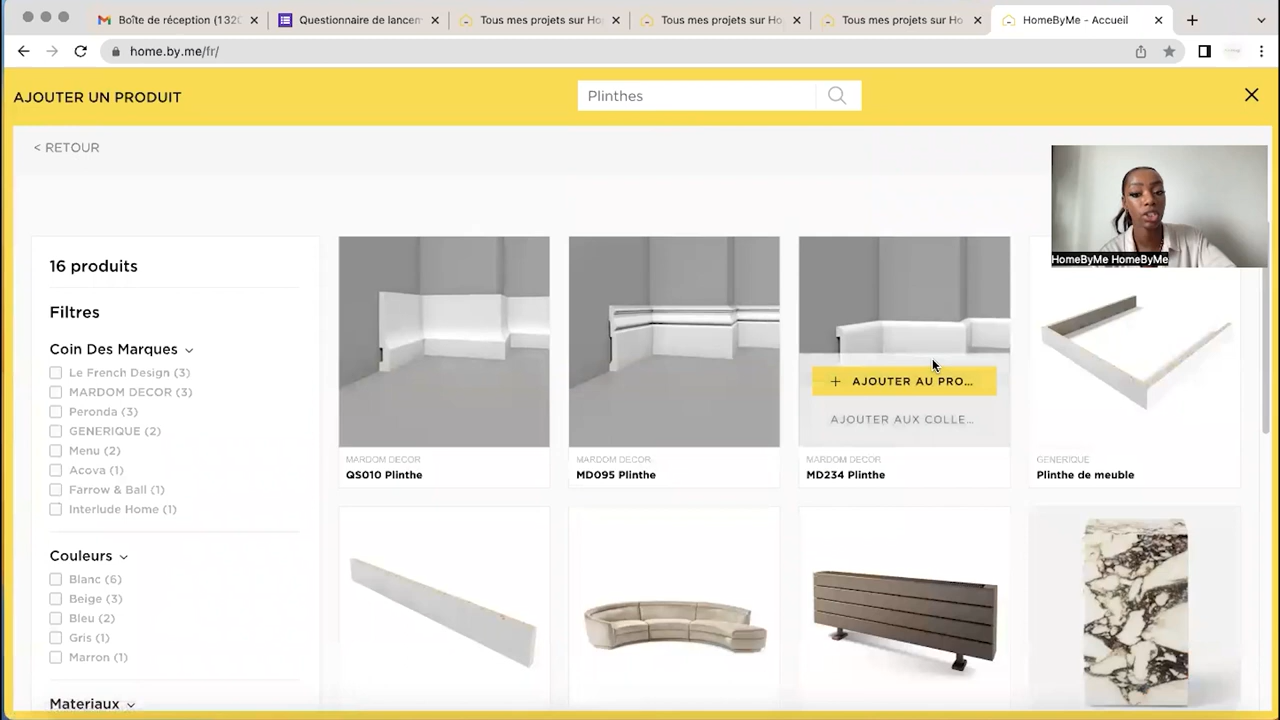 Boîte de réception (1320
Questionnaire de lancem
Tous mes projets sur Ho
Tous mes projets sur Ho
Tous mes projets sur Ho
HomeByMe - Accueil
home.by.me/fr/
AJOUTER UN PRODUIT
Plinthes
< RETOUR
HomeByMe HomeByMe
16 produits
Filtres
Coin Des Marques
Le French Design (3)
MARDOM DECOR (3)
Peronda (3)
GENERIQUE (2)
Menu (2)
Acova (1)
Farrow & Ball (1)
Interlude Home (1)
Couleurs
Blanc (6)
Beige (3)
Bleu (2)
Gris (1)
Marron (1)
Materiaux
MARDOM DECOR
QS010 Plinthe
MARDOM DECOR
MD095 Plinthe
+ AJOUTER AU PRO...
AJOUTER AUX COLLE...
MARDOM DECOR
MD234 Plinthe
GENERIQUE
Plinthe de meuble